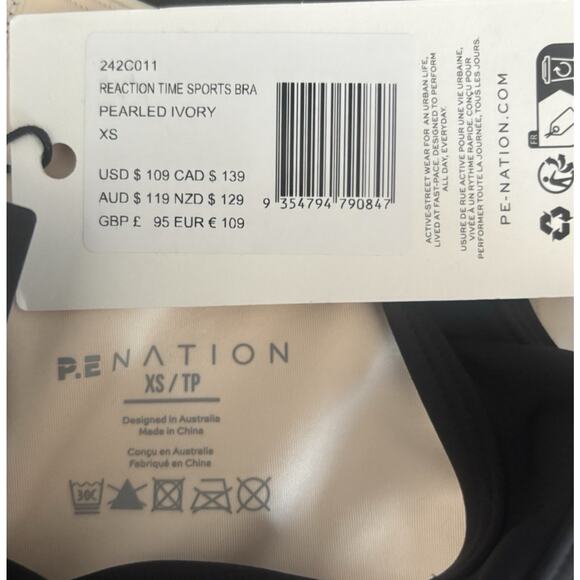 242C011
REACTION TIME SPORTS BRA
PEARLED IVORY
XS
USD $ 109 CAD $ 139
AUD $ 119 NZD $ 129
GBP £ 95 EUR € 109
9 354794 790847
ACTIVE-STREET WEAR FOR AN URBAN LIFE,
LIVED AT FAST-PACE. DESIGNED TO PERFORM
ALL DAY, EVERYDAY.
USURE DE RUE ACTIVE POUR UNE VIE URBAINE,
VIVÉE À UN RYTHME RAPIDE. CONÇU POUR
PERFORMER TOUTE LA JOURNÉE, TOUS LES JOURS.
PE-NATION.COM
FR
P.E NATION
XS / TP
Designed in Australia
Made in China
Conçu en Australie
Fabriqué en China
30C